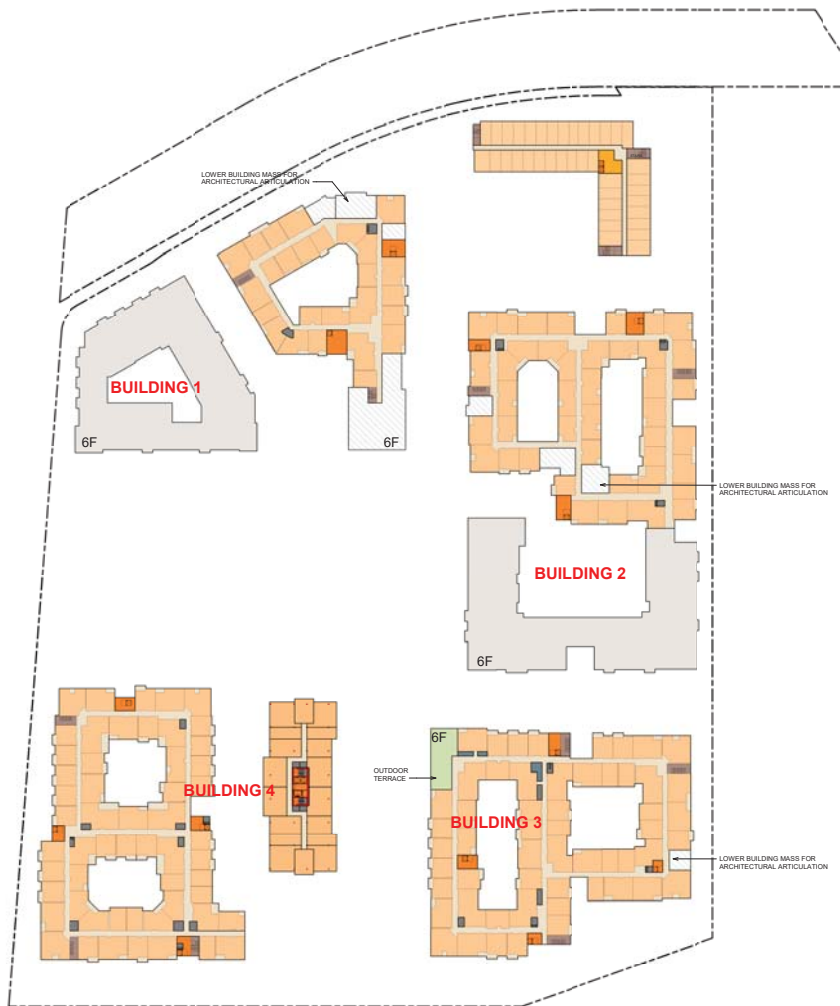 LOWER BUILDING MASS FOR
ARCHITECTURAL ARTICULATION
BUILDING 1
6F
6F
LOWER BUILDING MASS FOR
ARCHITECTURAL ARTICULATION
BUILDING 2
6F
6F
OUTDOOR
TERRACE
BUILDING 4
BUILDING 3
LOWER BUILDING MASS FOR
ARCHITECTURAL ARTICULATION